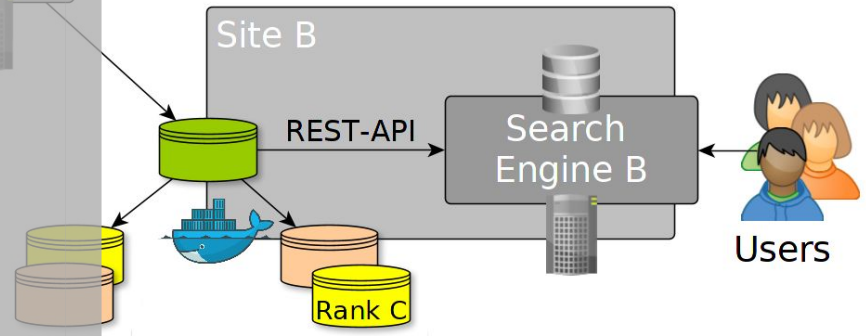 Site B
REST-API
Search
Engine B
Users
Rank C